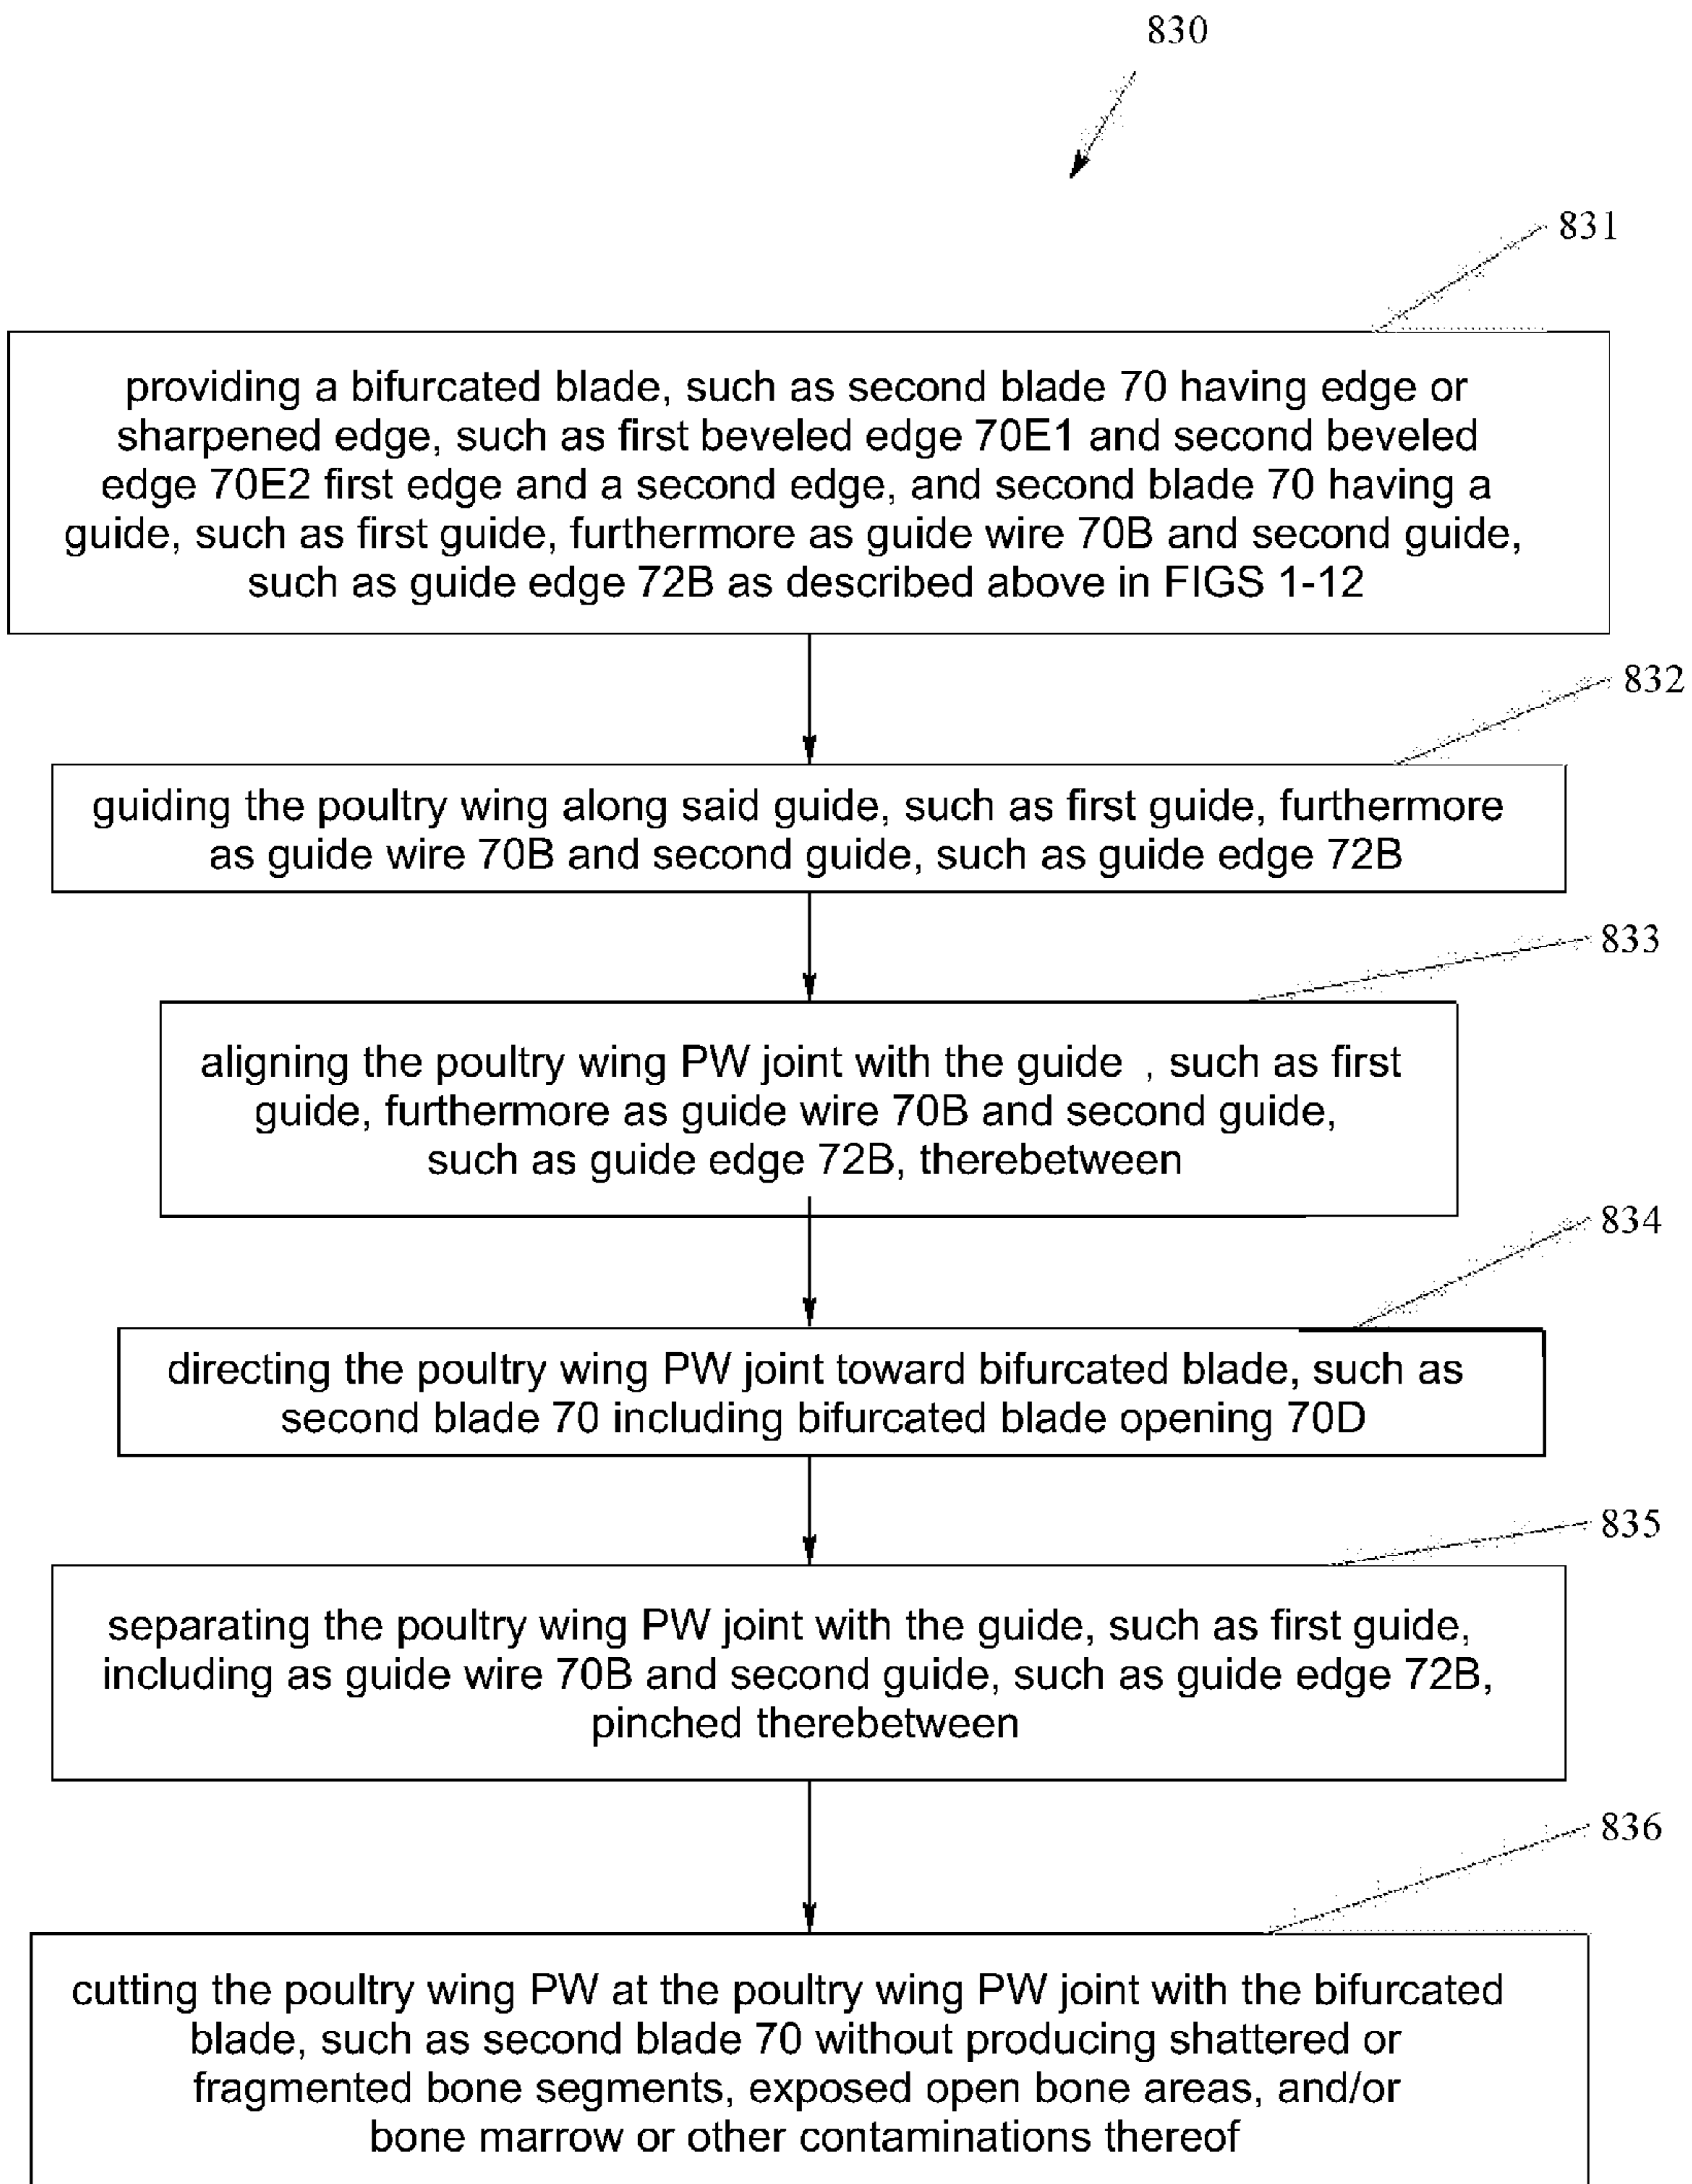 830
831
providing a bifurcated blade, such as second blade 70 having edge or
sharpened edge, such as first beveled edge 70E1 and second beveled
edge 70E2 first edge and a second edge, and second blade 70 having a
guide, such as first guide, furthermore as guide wire 70B and second guide,
such as guide edge 72B as described above in FIGS 1-12
832
guiding the poultry wing along said guide, such as first guide, furthermore
as guide wire 70B and second guide, such as guide edge 72B
833
aligning the poultry wing PW joint with the guide , such as first
guide, furthermore as guide wire 70B and second guide,
such as guide edge 72B, therebetween
834
directing the poultry wing PW joint toward bifurcated blade, such as
second blade 70 including bifurcated blade opening 70D
835
separating the poultry wing PW joint with the guide, such as first guide,
including as guide wire 70B and second guide, such as guide edge 72B,
pinched therebetween
836
cutting the poultry wing PW at the poultry wing PW joint with the bifurcated
blade, such as second blade 70 without producing shattered or
fragmented bone segments, exposed open bone areas, and/or
bone marrow or other contaminations thereof